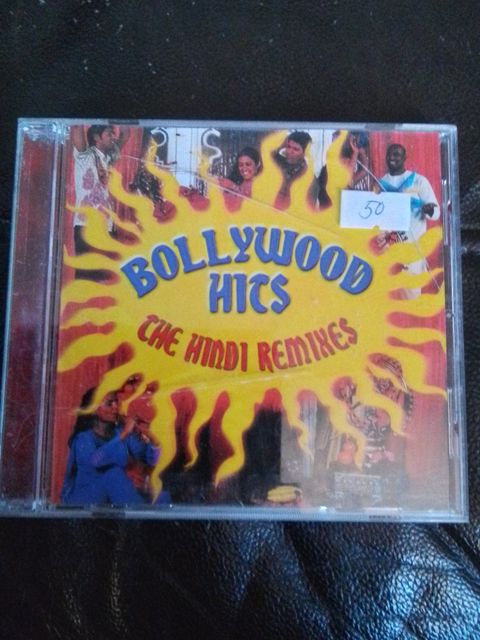 50
BOLLYWOOD
HITS
THE HINDI REMIXES